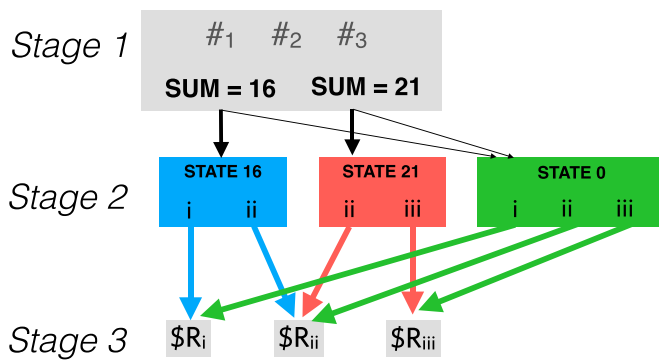 Stage 1
#₁ #₂ #₃
SUM = 16 SUM = 21
Stage 2
STATE 16
i ii
STATE 21
ii iii
STATE 0
i ii iii
Stage 3
$Rᵢ $Rᵢᵢ $Rᵢᵢᵢ